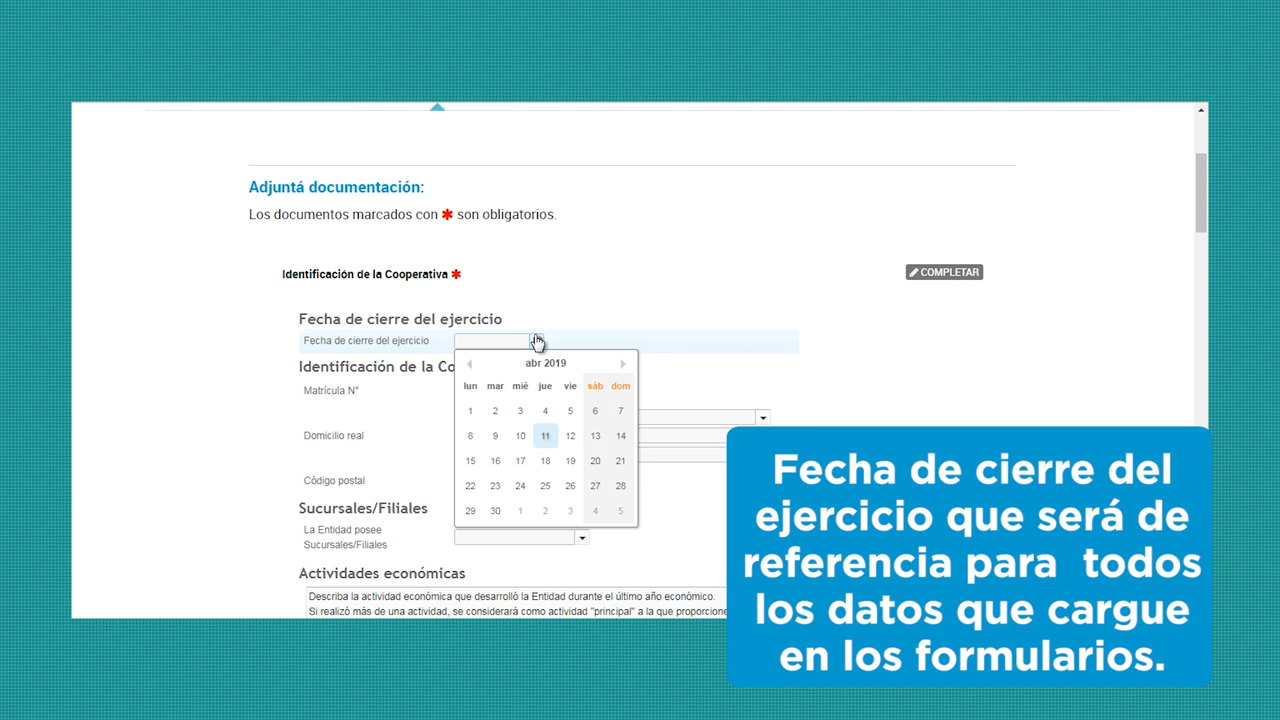 Adjuntá documentación:
Los documentos marcados con * son obligatorios.
Identificación de la Cooperativa *
COMPLETAR
Fecha de cierre del ejercicio
Fecha de cierre del ejercicio
Identificación de la Co
abr 2019
lun mar mié jue vie sáb dom
1 2 3 4 5 6 7
8 9 10 11 12 13 14
15 16 17 18 19 20 21
22 23 24 25 26 27 28
29 30 1 2 3 4 5
Matrícula N°
Domicilio real
Código postal
Sucursales/Filiales
La Entidad posee
Sucursales/Filiales
Actividades económicas
Describa la actividad económica que desarrolló la Entidad durante el último año económico.
Si realizó más de una actividad, se considerará como actividad "principal" a la que proporcione
Fecha de cierre del
ejercicio que será de
referencia para todos
los datos que cargue
en los formularios.